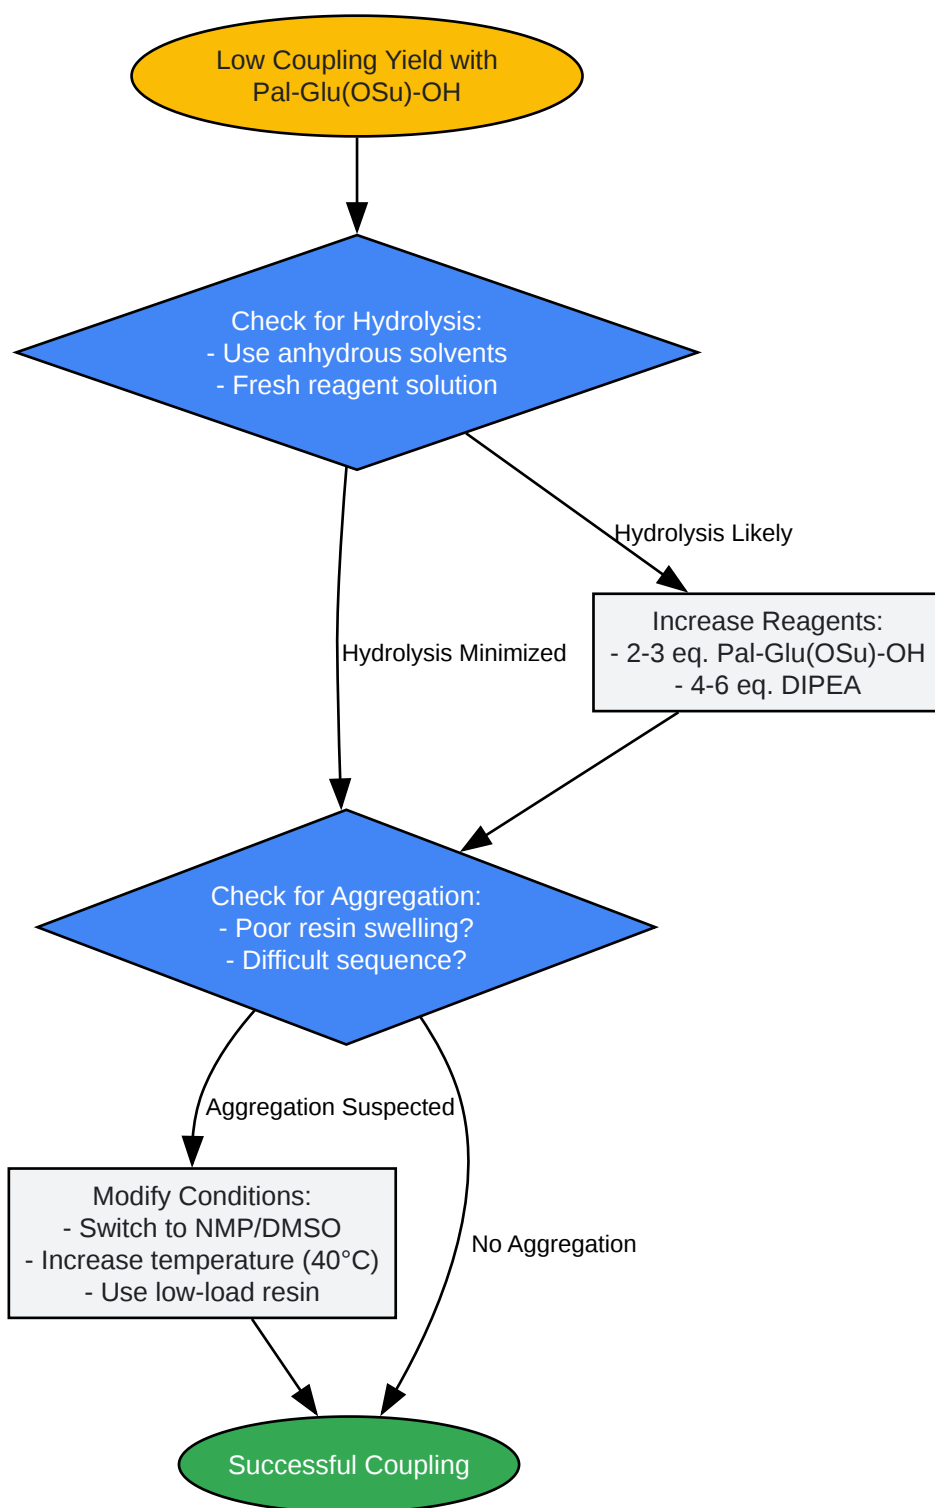 Low Coupling Yield with
Pal-Glu(OSu)-OH
Check for Hydrolysis:
- Use anhydrous solvents
- Fresh reagent solution
Hydrolysis Likely
Increase Reagents:
- 2-3 eq. Pal-Glu(OSu)-OH
- 4-6 eq. DIPEA
Hydrolysis Minimized
Check for Aggregation:
- Poor resin swelling?
- Difficult sequence?
Aggregation Suspected
Modify Conditions:
- Switch to NMP/DMSO
- Increase temperature (40°C)
- Use low-load resin
No Aggregation
Successful Coupling